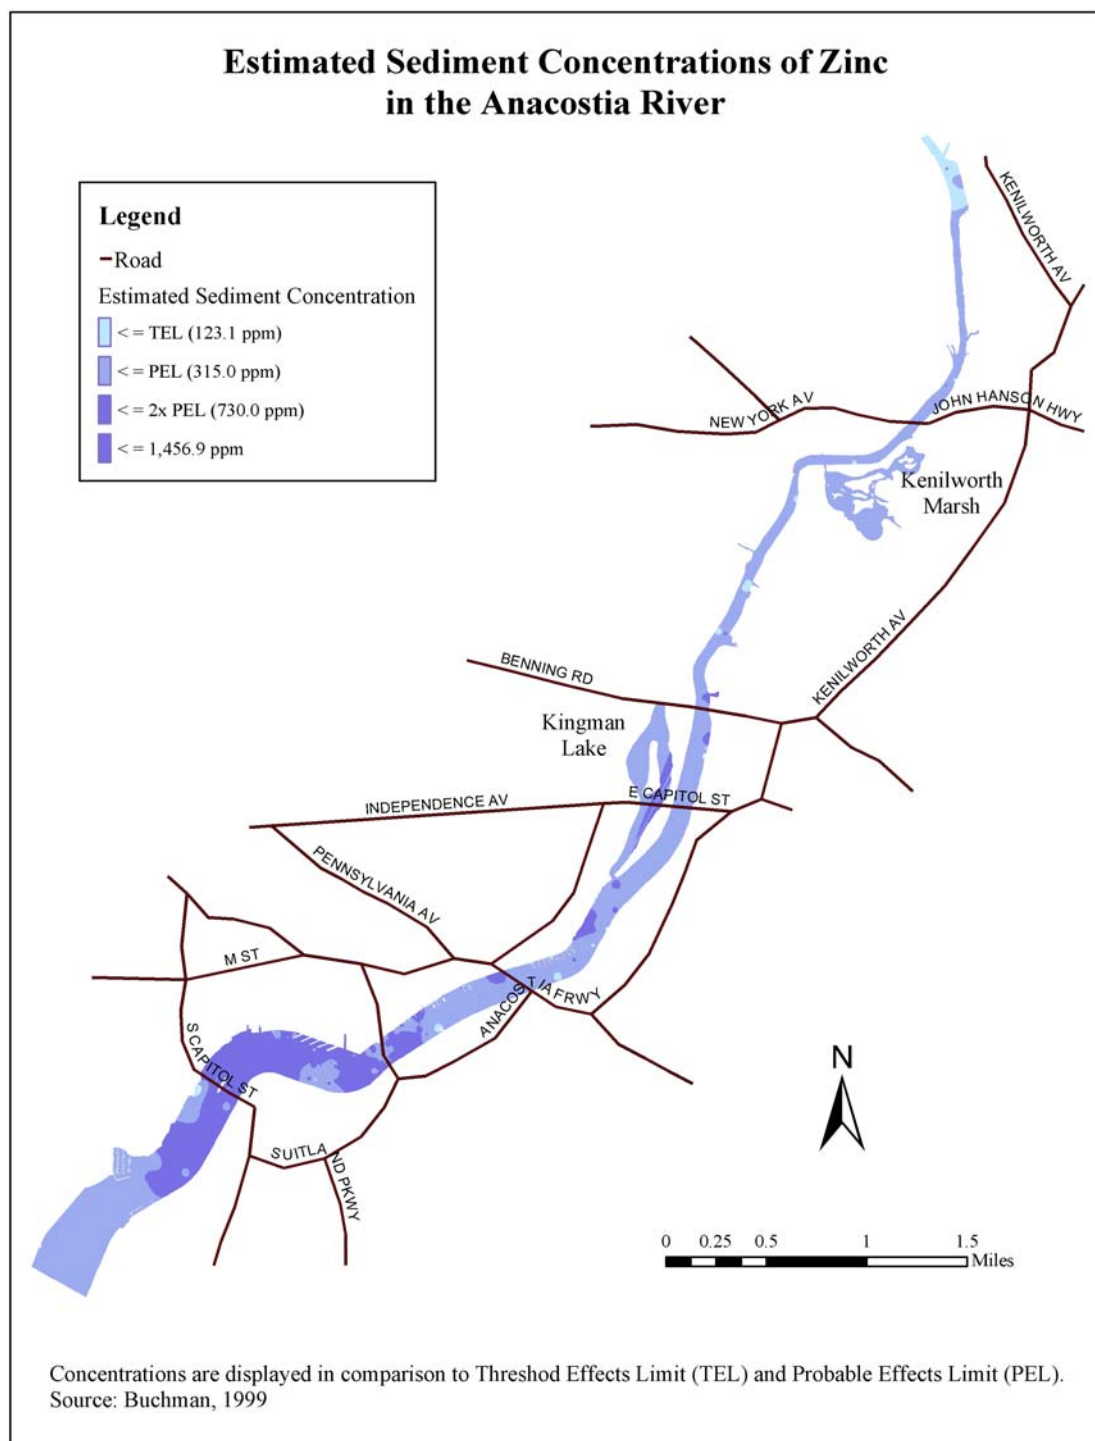 Estimated Sediment Concentrations of Zinc
in the Anacostia River
Legend
Road
Estimated Sediment Concentration
< = TEL (123.1 ppm)
< = PEL (315.0 ppm)
< = 2x PEL (730.0 ppm)
< = 1,456.9 ppm
KENILWORTH AV
NEW YORK AV
JOHN HANSON HWY
Kenilworth
Marsh
KENILWORTH AV
BENNING RD
Kingman
Lake
E CAPITOL ST
INDEPENDENCE AV
PENNSYLVANIA AV
M ST
ANACOSTIA FRWY
S CAPITOL ST
SUITLAND PKWY
N
0 0.25 0.5 1 1.5
Miles
Concentrations are displayed in comparison to Threshod Effects Limit (TEL) and Probable Effects Limit (PEL).
Source: Buchman, 1999